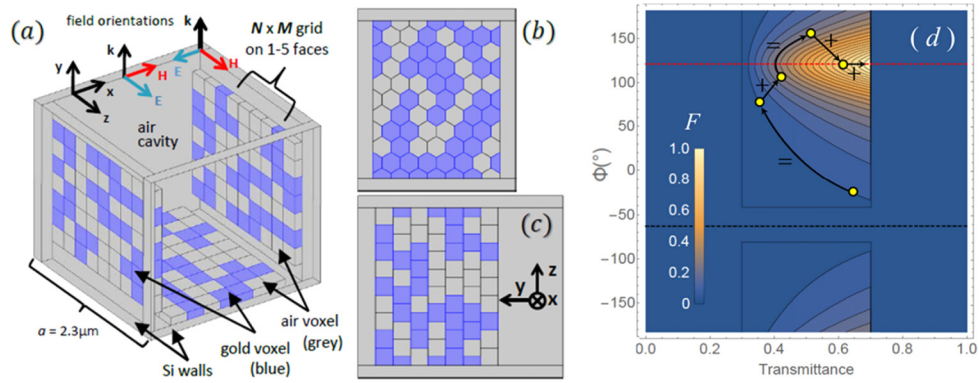 (a)
field orientations
N x M grid
on 1-5 faces
k
k
y
x
z
H
E
E
H
air
cavity
a = 2.3μm
Si walls
gold voxel
(blue)
air voxel
(grey)
(b)
(c)
z
y
x
(d)
Φ(°)
150
100
50
0
-50
-100
-150
F
1.0
0.8
0.6
0.4
0.2
0
=
+
+
+
=
0.0 0.2 0.4 0.6 0.8 1.0
Transmittance